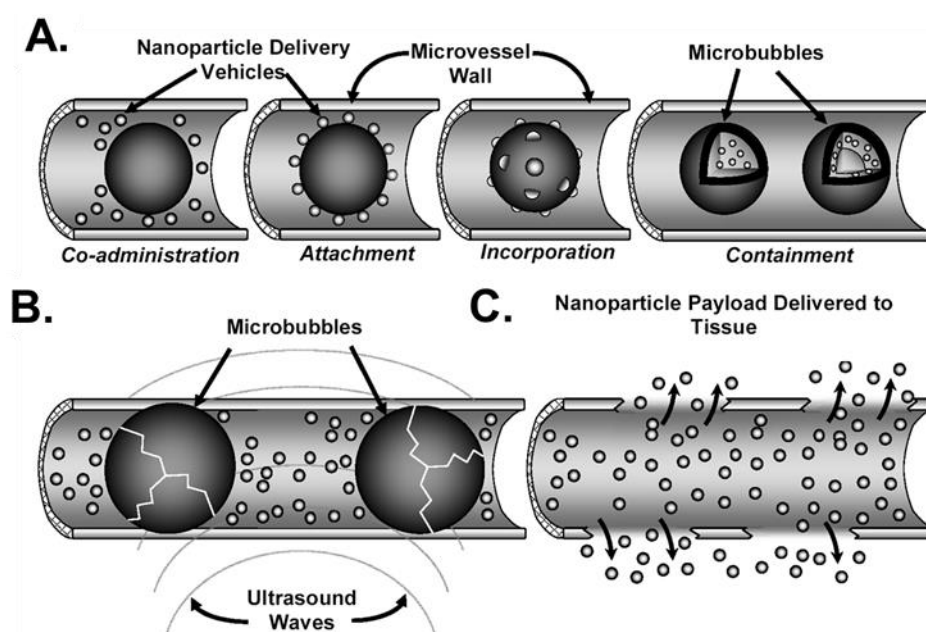 A.
Nanoparticle Delivery
Vehicles
Microvessel
Wall
Microbubbles
Co-administration
Attachment
Incorporation
Containment
B.
Microbubbles
Ultrasound
Waves
C.
Nanoparticle Payload Delivered to
Tissue